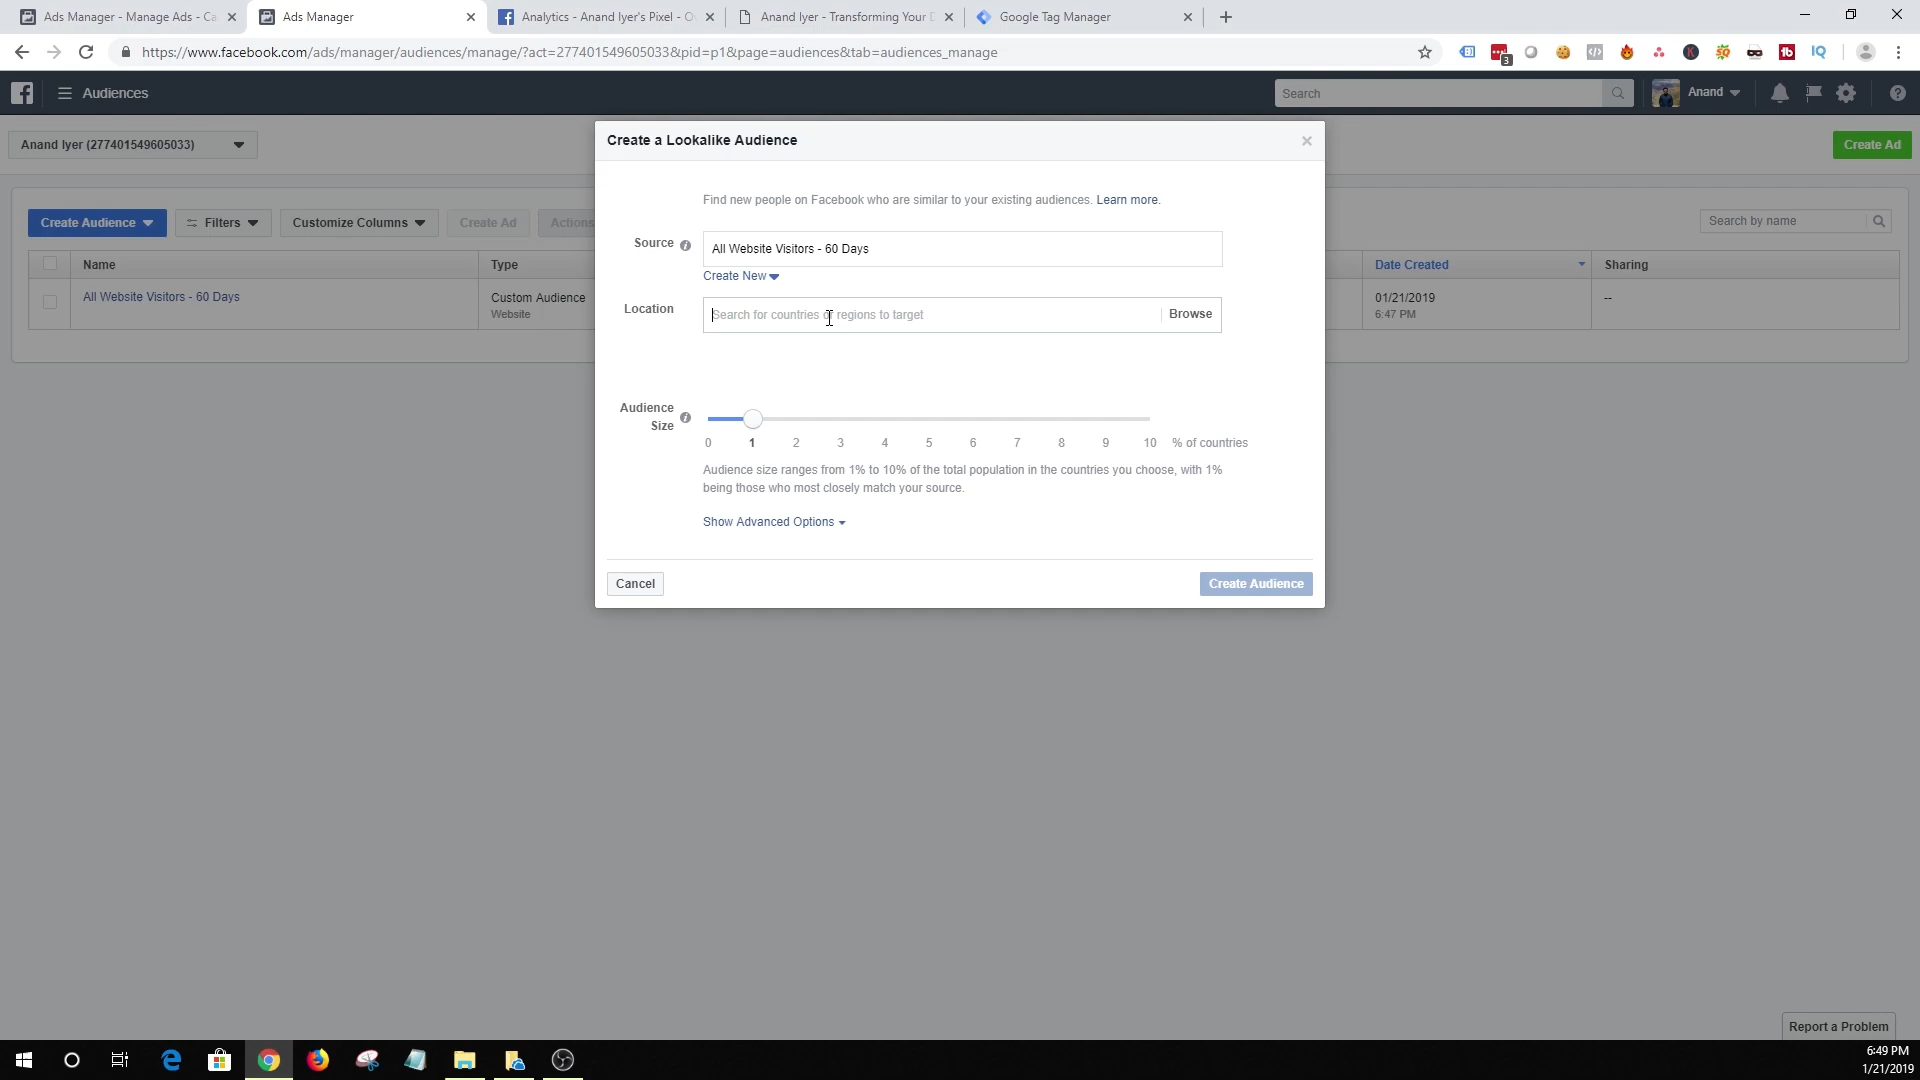 Ads Manager - Manage Ads - Ca
Ads Manager
Analytics - Anand Iyer's Pixel - O
Anand Iyer - Transforming Your D
Google Tag Manager
https://www.facebook.com/ads/manager/audiences/manage/?act=277401549605033&pid=p1&page=audiences&tab=audiences_manage
3
Audiences
Search
Anand
Anand Iyer (277401549605033)
Create Ad
Create a Lookalike Audience
Find new people on Facebook who are similar to your existing audiences. Learn more.
Create Audience
Filters
Customize Columns
Create Ad
Actions
Search by name
Source
All Website Visitors - 60 Days
Create New
Name
Type
Date Created
Sharing
All Website Visitors - 60 Days
Custom Audience
Website
01/21/2019
6:47 PM
--
Location
Search for countries or regions to target
Browse
Audience
Size
0 1 2 3 4 5 6 7 8 9 10 % of countries
Audience size ranges from 1% to 10% of the total population in the countries you choose, with 1%
being those who most closely match your source.
Show Advanced Options
Cancel
Create Audience
Report a Problem
6:49 PM
1/21/2019